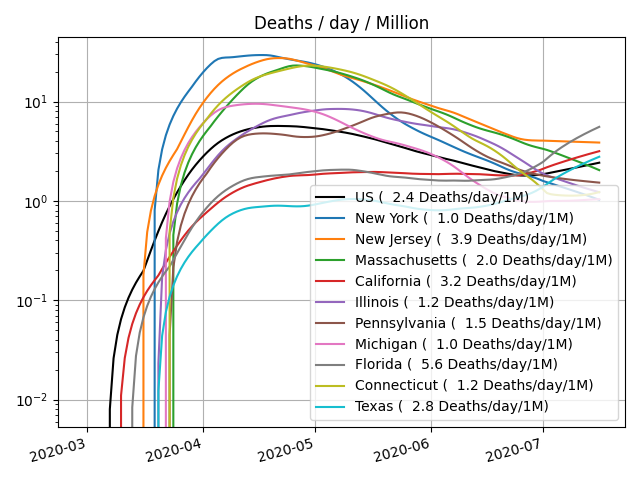 Deaths / day / Million
10¹
10⁰
10⁻¹
10⁻²
US (  2.4 Deaths/day/1M)
New York (  1.0 Deaths/day/1M)
New Jersey (  3.9 Deaths/day/1M)
Massachusetts (  2.0 Deaths/day/1M)
California (  3.2 Deaths/day/1M)
Illinois (  1.2 Deaths/day/1M)
Pennsylvania (  1.5 Deaths/day/1M)
Michigan (  1.0 Deaths/day/1M)
Florida (  5.6 Deaths/day/1M)
Connecticut (  1.2 Deaths/day/1M)
Texas (  2.8 Deaths/day/1M)
2020-03 2020-04 2020-05 2020-06 2020-07